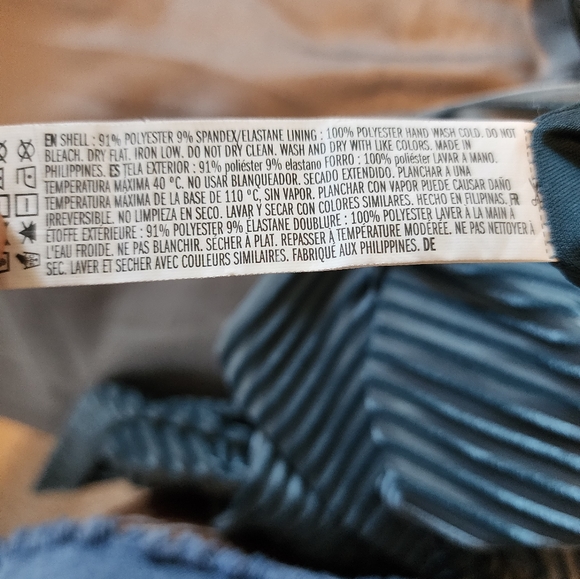 EN SHELL : 91% POLYESTER 9% SPANDEX/ELASTANE LINING : 100% POLYESTER HAND WASH COLD. DO NOT
BLEACH. DRY FLAT. IRON LOW. DO NOT DRY CLEAN. WASH AND DRY WITH LIKE COLORS. MADE IN
PHILIPPINES. ES TELA EXTERIOR : 91% poliéster 9% elastano FORRO : 100% poliéster LAVAR A MANO.
TEMPERATURA MAXIMA 40 °C. NO USAR BLANQUEADOR. SECADO EXTENDIDO. PLANCHAR A UNA
TEMPERATURA MAXIMA DE LA BASE DE 110 °C, SIN VAPOR. PLANCHAR CON VAPOR PUEDE CAUSAR DAÑO
IRREVERSIBLE. NO LIMPIEZA EN SECO. LAVAR Y SECAR CON COLORES SIMILARES. HECHO EN FILIPINAS. FR
ÉTOFFE EXTÉRIEURE : 91% POLYESTER 9% ÉLASTANE DOUBLURE : 100% POLYESTER LAVER À LA MAIN À
L'EAU FROIDE. NE PAS BLANCHIR. SÉCHER À PLAT. REPASSER À TEMPÉRATURE MODÉRÉE. NE PAS NETTOYER À
SEC. LAVER ET SECHER AVEC COULEURS SIMILAIRES. FABRIQUÉ AUX PHILIPPINES. DE